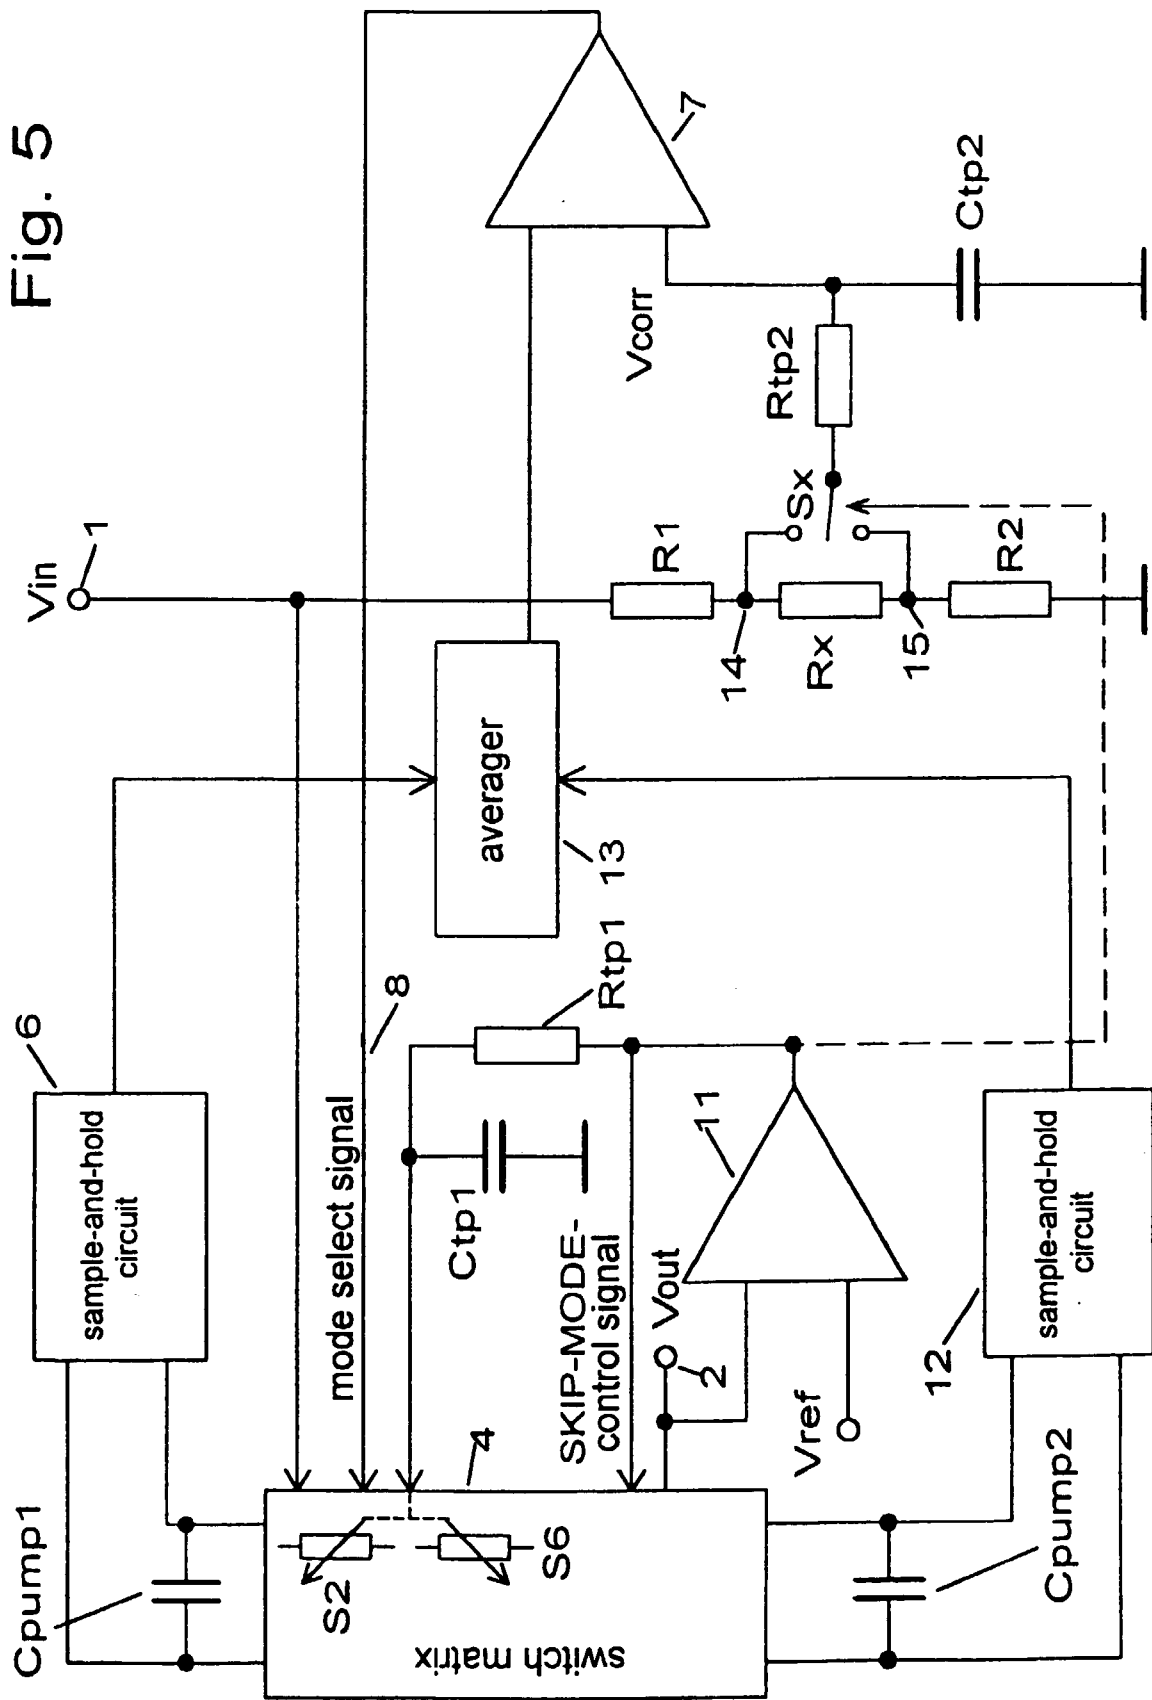 Fig. 5
Vin
1
6
sample-and-hold
circuit
Cpump1
mode select signal
8
averager
13
7
Vcorr
R1
14
Sx
Rx
15
R2
Rtp2
Ctp2
Rtp1
Ctp1
SKIP-MODE-
control signal
4
S2
S6
switch matrix
Vout
2
11
Vref
12
sample-and-hold
circuit
Cpump2